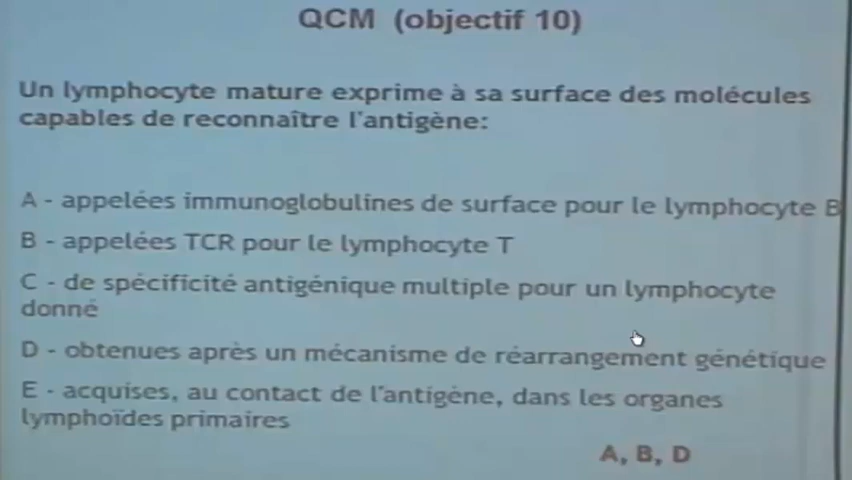 QCM (objectif 10)
Un lymphocyte mature exprime à sa surface des molécules
capables de reconnaître l'antigène:
A - appelées immunoglobulines de surface pour le lymphocyte B
B - appelées TCR pour le lymphocyte T
C - de spécificité antigénique multiple pour un lymphocyte
donné
D - obtenues après un mécanisme de réarrangement génétique
E - acquises, au contact de l'antigène, dans les organes
lymphoïdes primaires
A, B, D